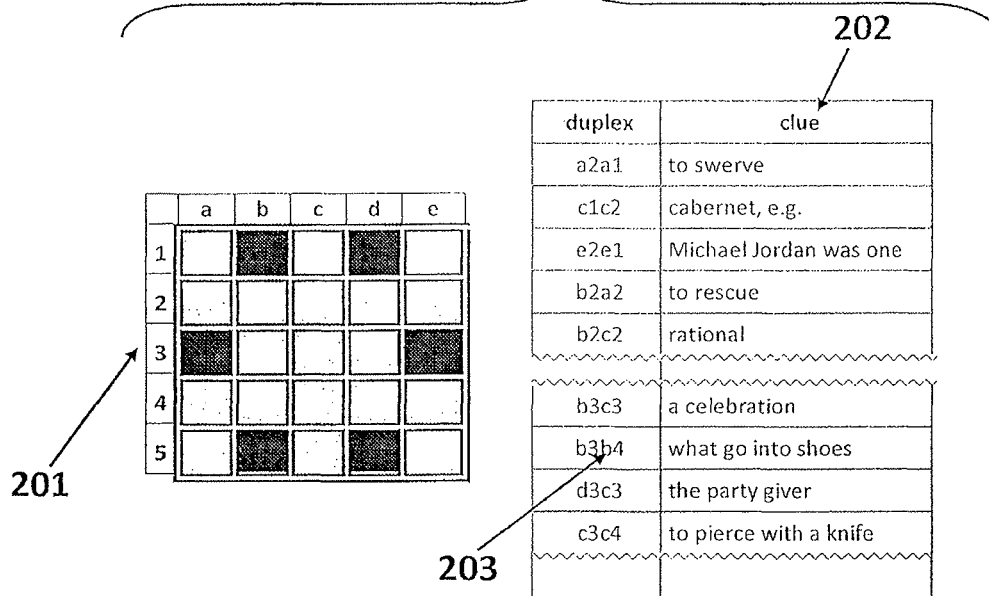 202
duplex clue
a2a1 to swerve
c1c2 cabernet, e.g.
e2e1 Michael Jordan was one
b2a2 to rescue
b2c2 rational
b3c3 a celebration
b3b4 what go into shoes
d3c3 the party giver
c3c4 to pierce with a knife
a b c d e
1
2
3
4
5
201
203